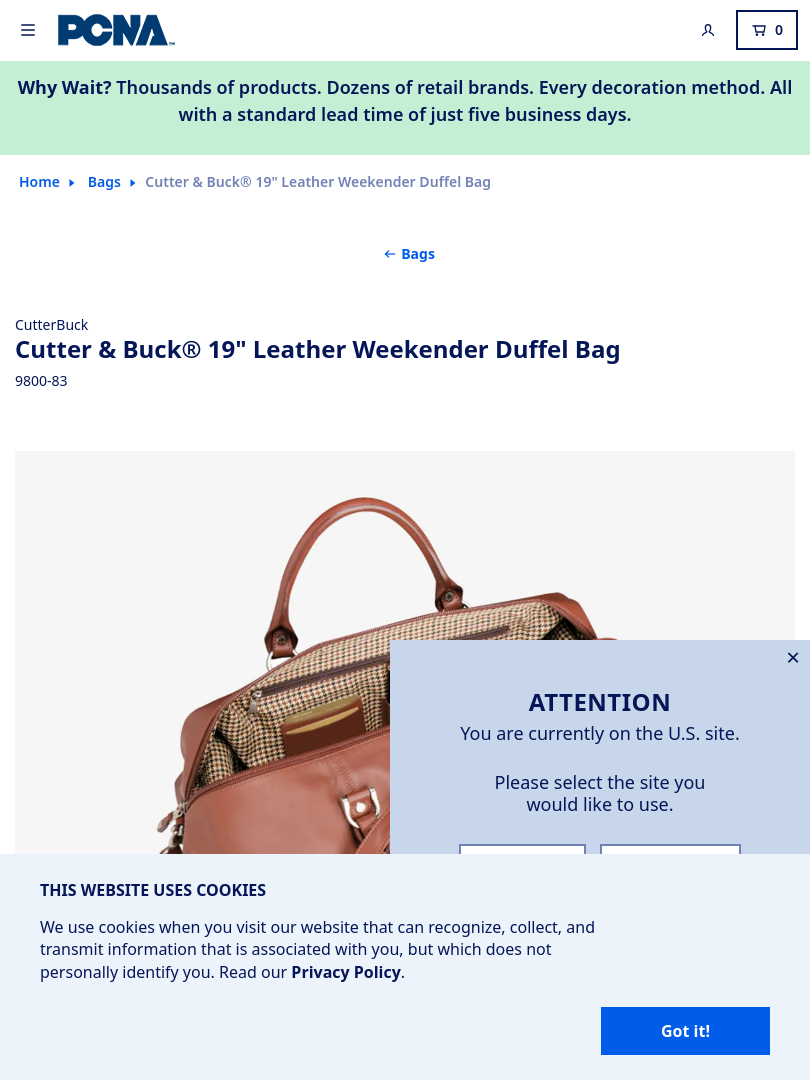 PCNA™
0
Why Wait? Thousands of products. Dozens of retail brands. Every decoration method. All
with a standard lead time of just five business days.
Home
Bags
Cutter & Buck® 19" Leather Weekender Duffel Bag
Bags
CutterBuck
Cutter & Buck® 19" Leather Weekender Duffel Bag
9800-83
ATTENTION
You are currently on the U.S. site.
Please select the site you
would like to use.
THIS WEBSITE USES COOKIES
We use cookies when you visit our website that can recognize, collect, and
transmit information that is associated with you, but which does not
personally identify you. Read our Privacy Policy.
Got it!